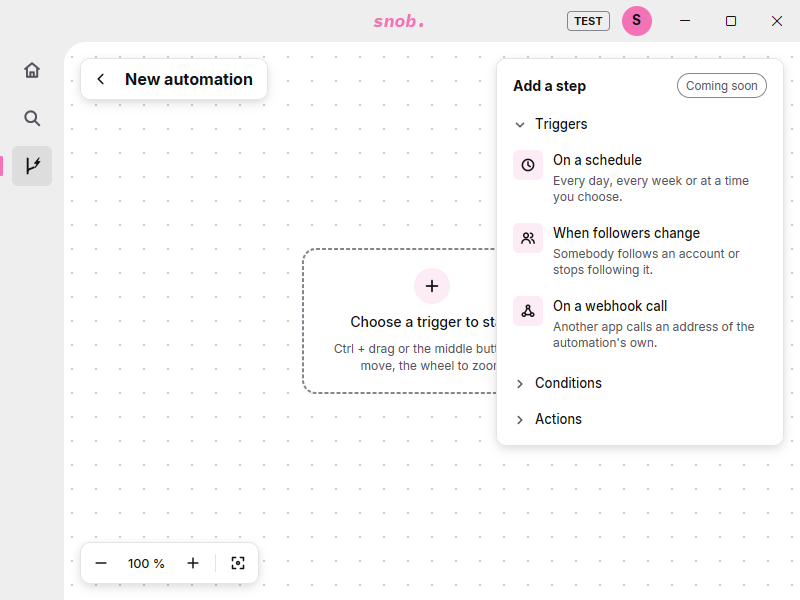 snob.
TEST
S
New automation
Add a step
Coming soon
Triggers
On a schedule
Every day, every week or at a time
you choose.
When followers change
Somebody follows an account or
stops following it.
On a webhook call
Another app calls an address of the
automation's own.
Conditions
Actions
Choose a trigger to
Ctrl + drag or the middle
move, the wheel to
100 %